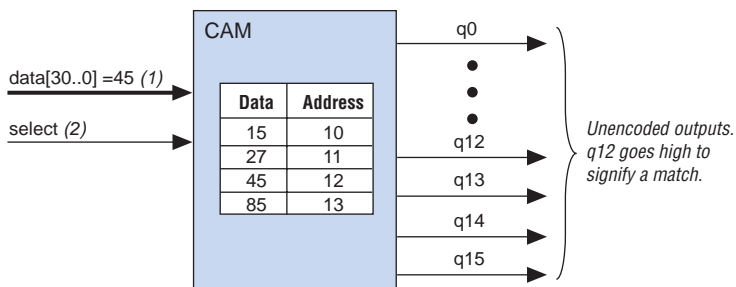 CAM
q0
data[30..0] =45 (1)
select (2)
Data Address
15 10
27 11
45 12
85 13
q12
q13
q14
q15
Unencoded outputs.
q12 goes high to
signify a match.